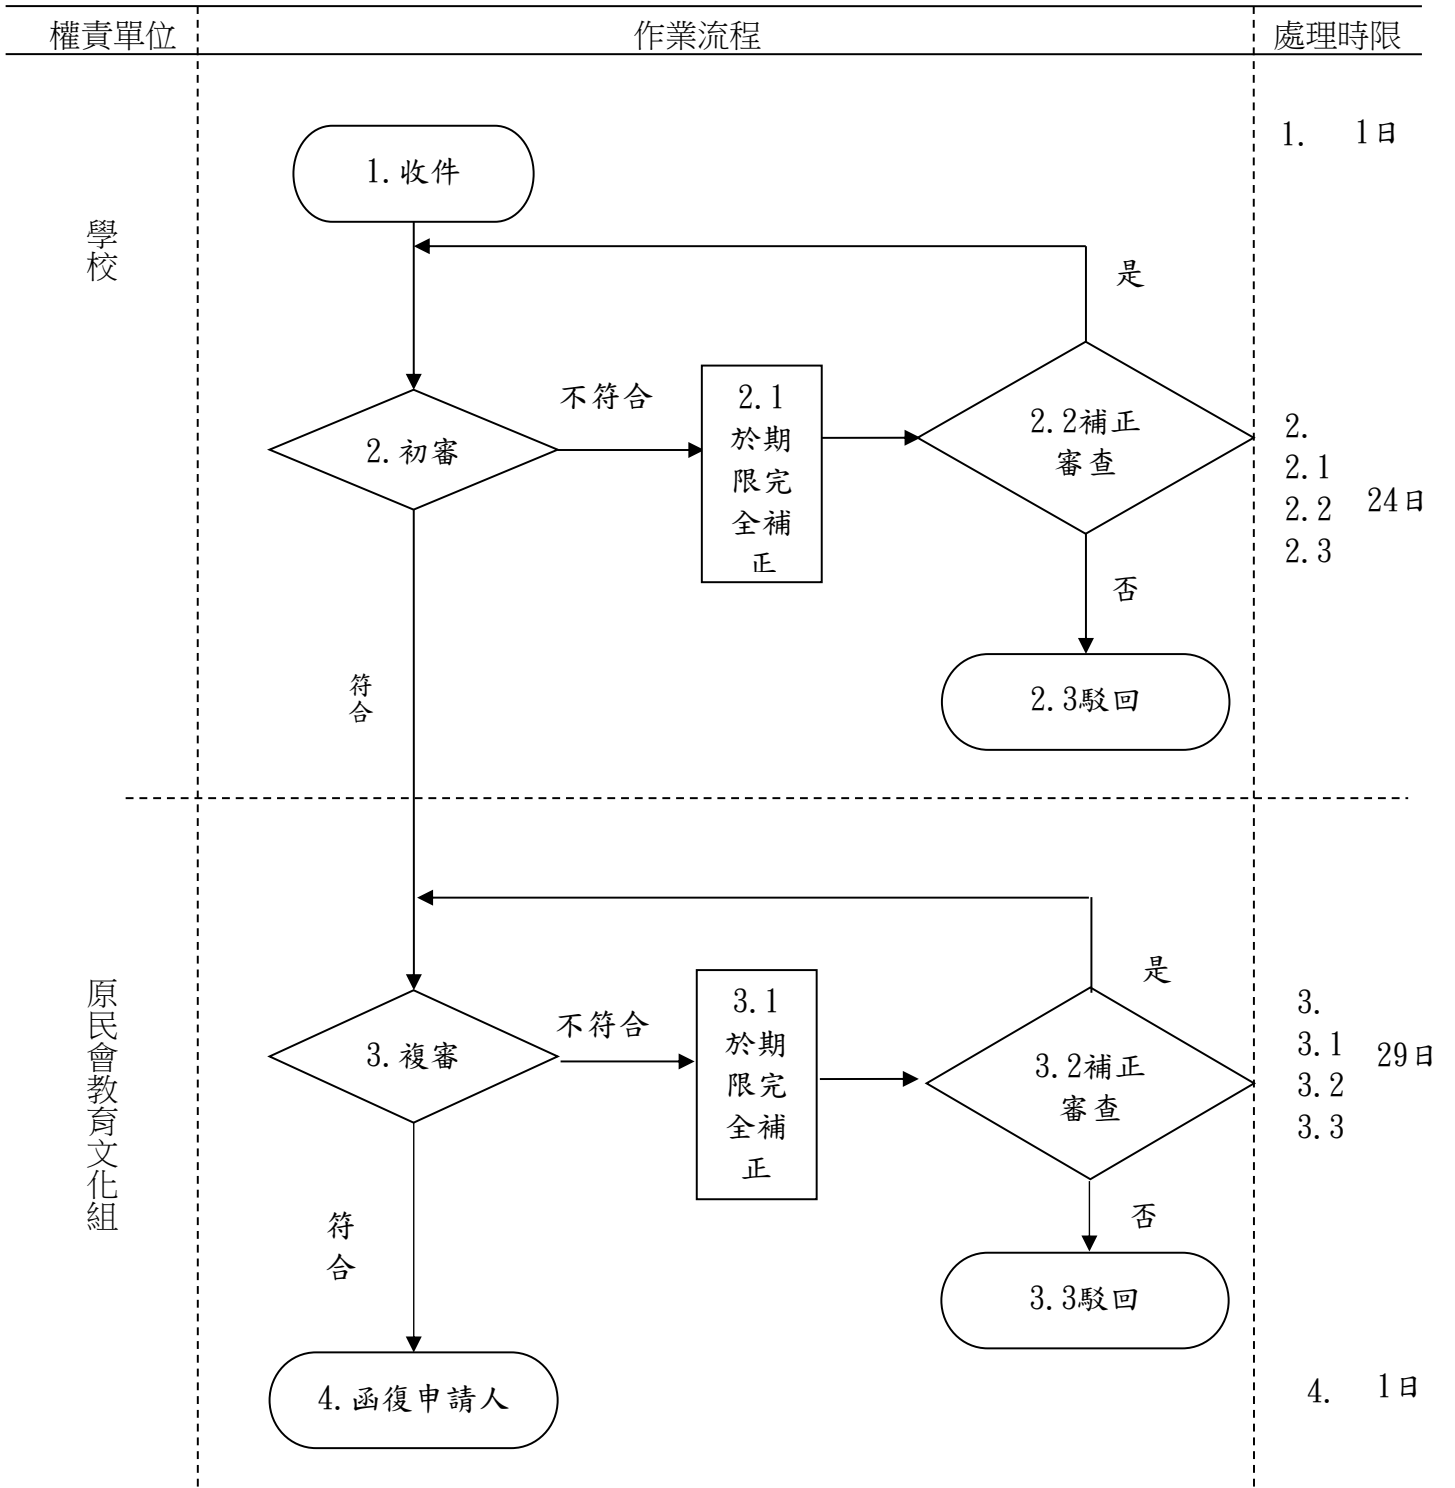 權責單位
作業流程
處理時限
1. 1日
1.收件
學校
是
不符合
2.1
於期
限完
全補
正
2.初審
2.2補正
審查
2.
2.1
2.2
2.3
24日
否
符
合
2.3駁回
是
原民會教育文化組
不符合
3.1
於期
限完
全補
正
3.複審
3.2補正
審查
3.
3.1
3.2
3.3
29日
否
符
合
3.3駁回
4.函復申請人
4. 1日